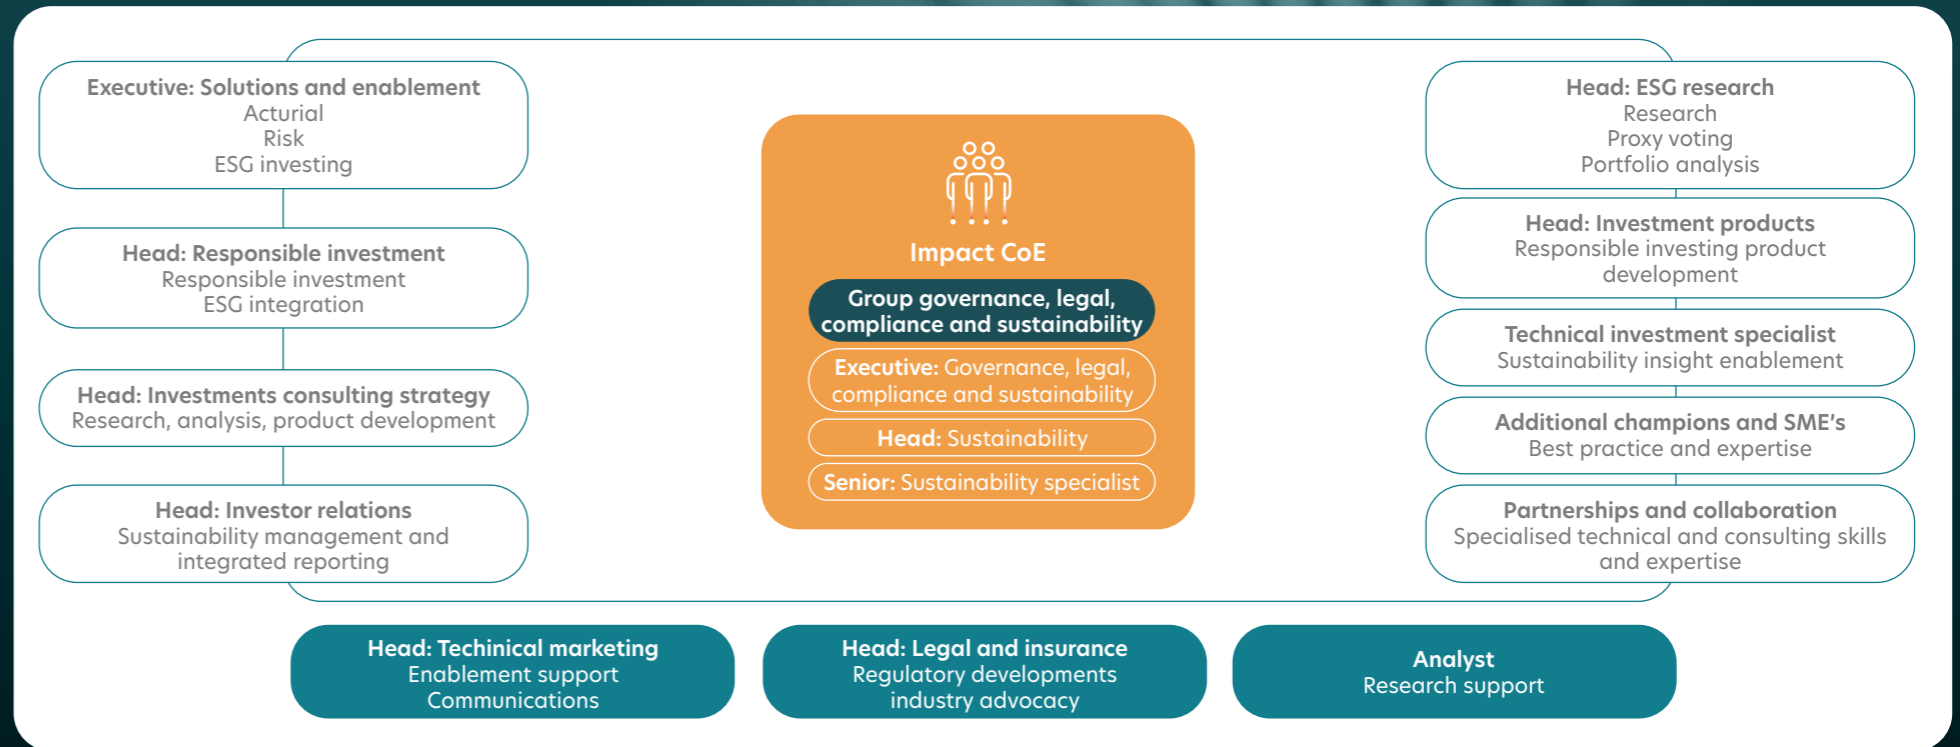 Executive: Solutions and enablement
Acturial
Risk
ESG investing
Head: Responsible investment
Responsible investment
ESG integration
Head: Investments consulting strategy
Research, analysis, product development
Head: Investor relations
Sustainability management and
integrated reporting
Impact CoE
Group governance, legal,
compliance and sustainability
Executive: Governance, legal,
compliance and sustainability
Head: Sustainability
Senior: Sustainability specialist
Head: ESG research
Research
Proxy voting
Portfolio analysis
Head: Investment products
Responsible investing product
development
Technical investment specialist
Sustainability insight enablement
Additional champions and SME’s
Best practice and expertise
Partnerships and collaboration
Specialised technical and consulting skills
and expertise
Head: Techinical marketing
Enablement support
Communications
Head: Legal and insurance
Regulatory developments
industry advocacy
Analyst
Research support